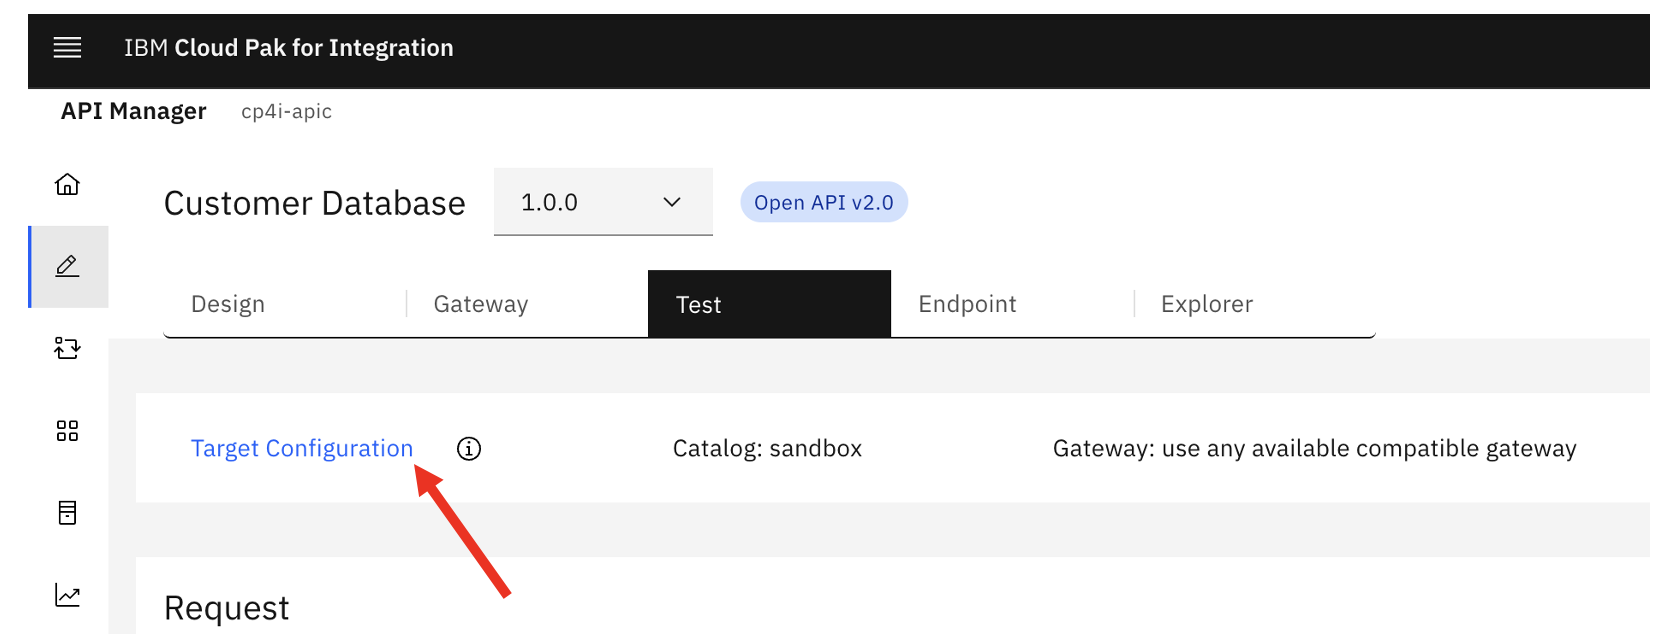 IBM Cloud Pak for Integration
API Manager cp4i-apic
Customer Database 1.0.0 Open API v2.0
Design Gateway Test Endpoint Explorer
Target Configuration Catalog: sandbox Gateway: use any available compatible gateway
Request